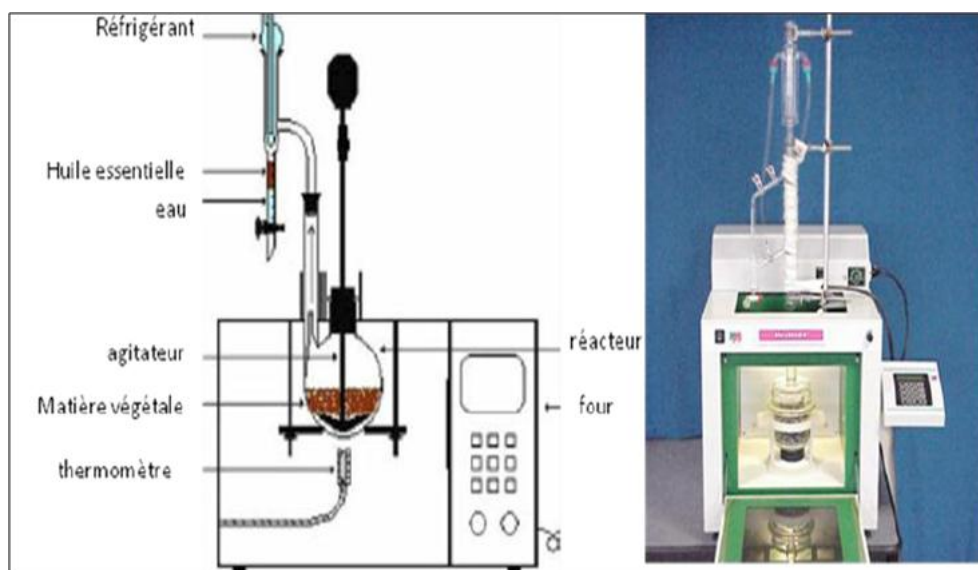 Réfrigérant
Huile essentielle
eau
agitateur
réacteur
Matière végétale
four
thermomètre